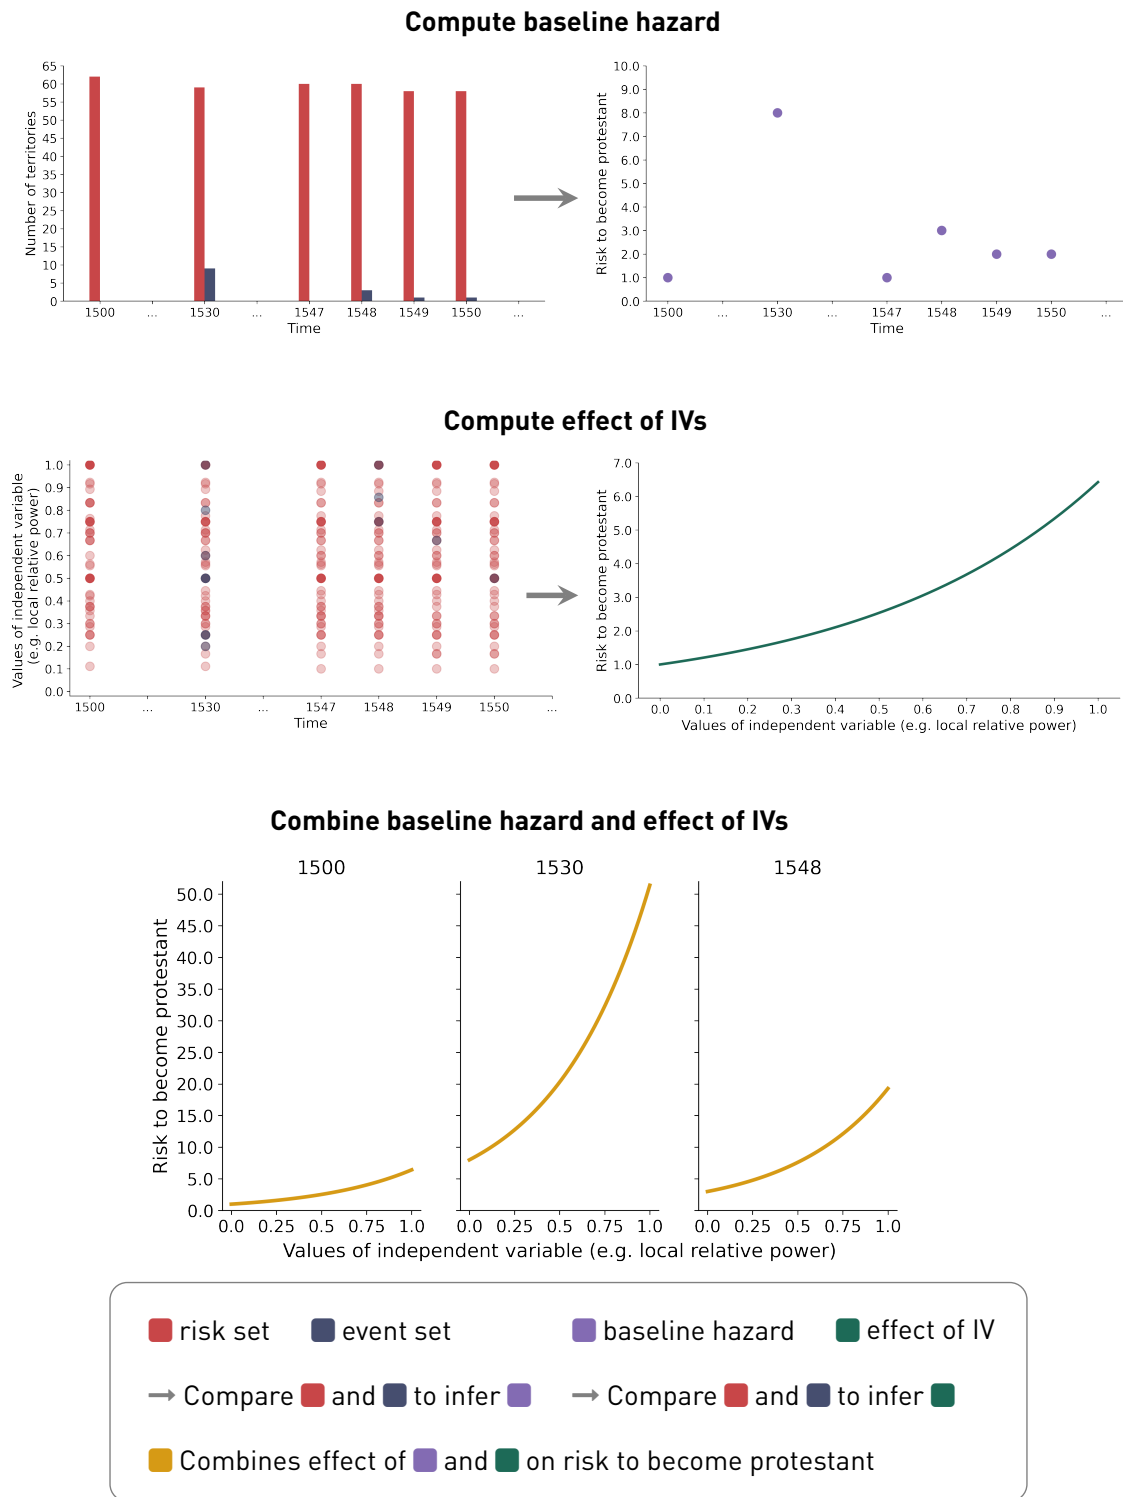 Compute baseline hazard
65
60
55
50
45
40
35
30
25
20
15
10
5
0
Number of territories
1500 ... 1530 ... 1547 1548 1549 1550 ...
Time
10.0
9.0
8.0
7.0
6.0
5.0
4.0
3.0
2.0
1.0
0.0
Risk to become protestant
1500 ... 1530 ... 1547 1548 1549 1550 ...
Time
Compute effect of IVs
1.0
0.9
0.8
0.7
0.6
0.5
0.4
0.3
0.2
0.1
0.0
Values of independent variable
(e.g. local relative power)
1500 ... 1530 ... 1547 1548 1549 1550 ...
Time
7.0
6.0
5.0
4.0
3.0
2.0
1.0
0.0
Risk to become protestant
0.0 0.1 0.2 0.3 0.4 0.5 0.6 0.7 0.8 0.9 1.0
Values of independent variable (e.g. local relative power)
Combine baseline hazard and effect of IVs
1500 1530 1548
50.0
45.0
40.0
35.0
30.0
25.0
20.0
15.0
10.0
5.0
0.0
Risk to become protestant
0.0 0.25 0.5 0.75 1.0 0.0 0.25 0.5 0.75 1.0 0.0 0.25 0.5 0.75 1.0
Values of independent variable (e.g. local relative power)
risk set event set baseline hazard effect of IV
Compare and to infer Compare and to infer
Combines effect of and on risk to become protestant